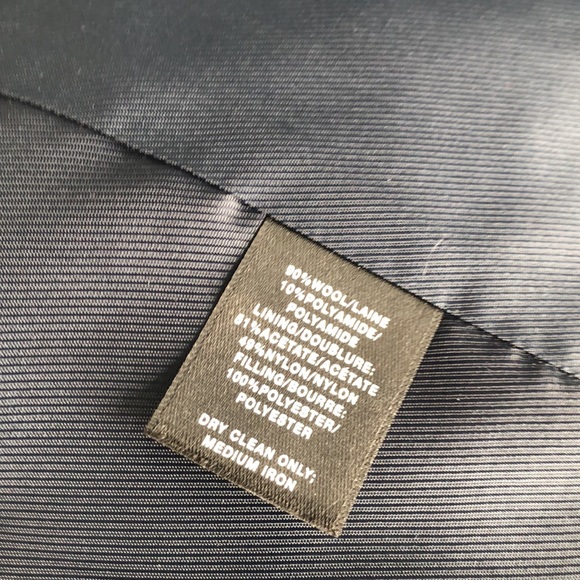 90%WOOL/LAINE
10%POLYAMIDE/
POLYAMIDE
LINING/DOUBLURE:
51%ACETATE/ACÉTATE
49%NYLON/NYLON
FILLING/BOURRE:
100%POLYESTER/
POLYESTER
DRY CLEAN ONLY;
MEDIUM IRON